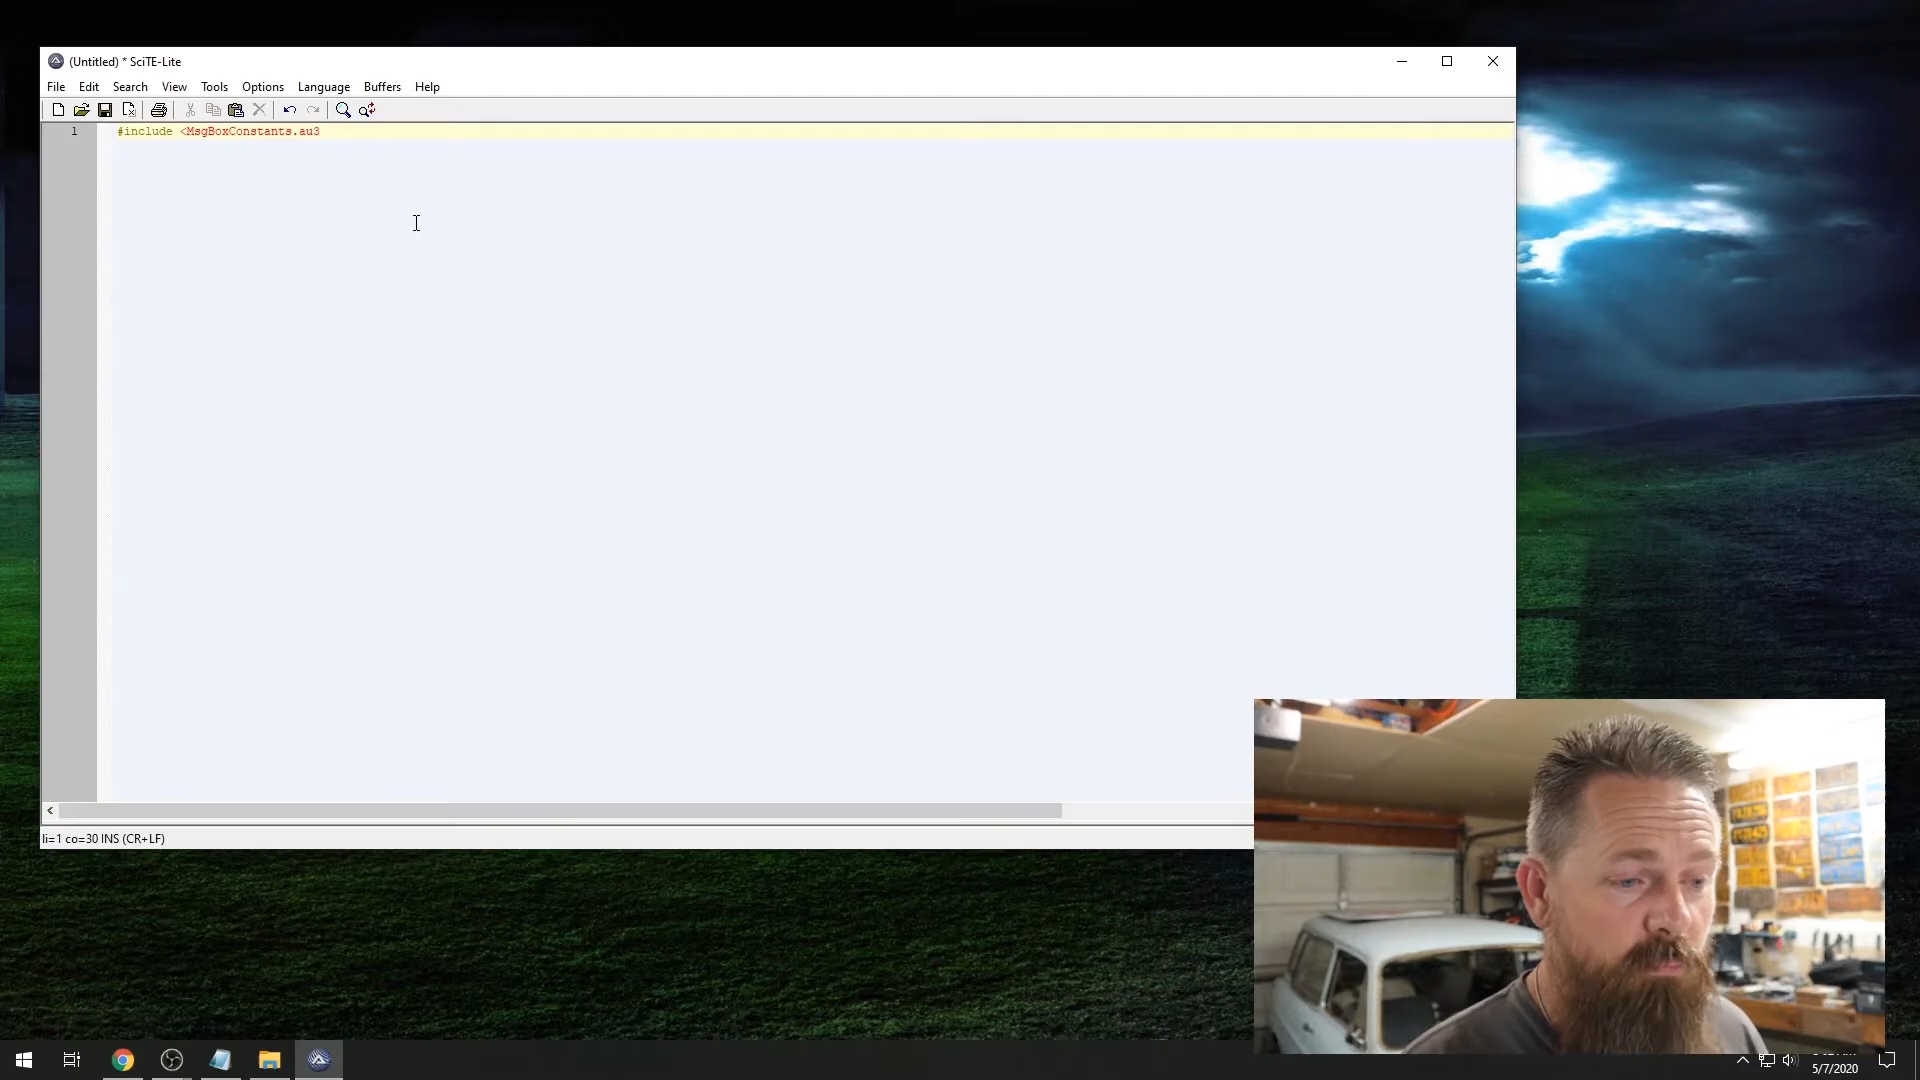 (Untitled) * SciTE-Lite
File Edit Search View Tools Options Language Buffers Help
1 #include <MsgBoxConstants.au3
li=1 co=30 INS (CR+LF)
5/7/2020